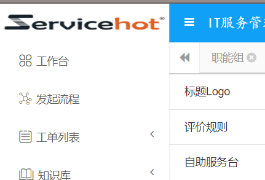 Servicehot
工作台
发起流程
工单列表
知识库
IT服务管
职能组
标题Logo
评价规则
自助服务台